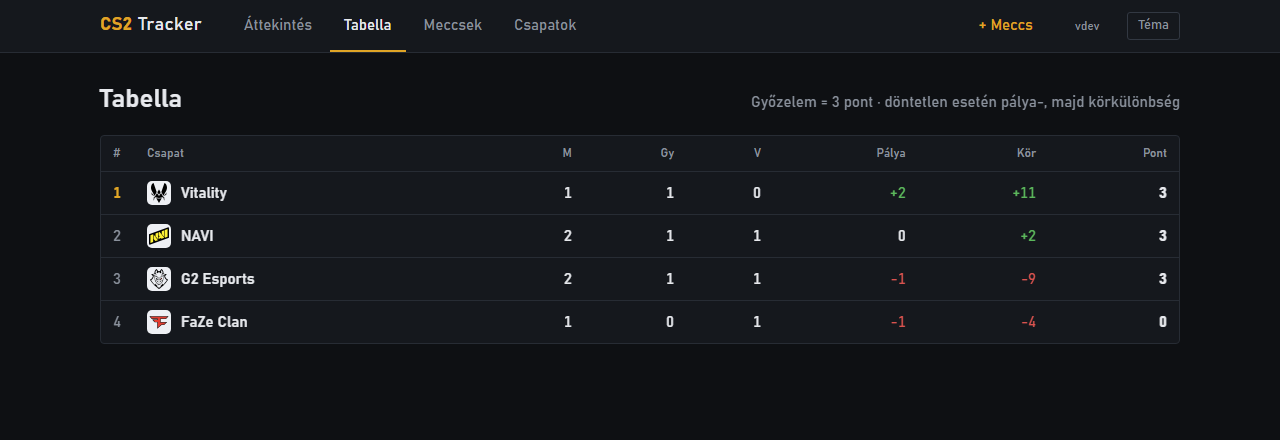 CS2 Tracker Áttekintés Tabella Meccsek Csapatok + Meccs vdev Téma
Tabella
Győzelem = 3 pont · döntetlen esetén pálya-, majd körkülönbség
# Csapat M Gy V Pálya Kör Pont
1 Vitality 1 1 0 +2 +11 3
2 NAVI 2 1 1 0 +2 3
3 G2 Esports 2 1 1 -1 -9 3
4 FaZe Clan 1 0 1 -1 -4 0